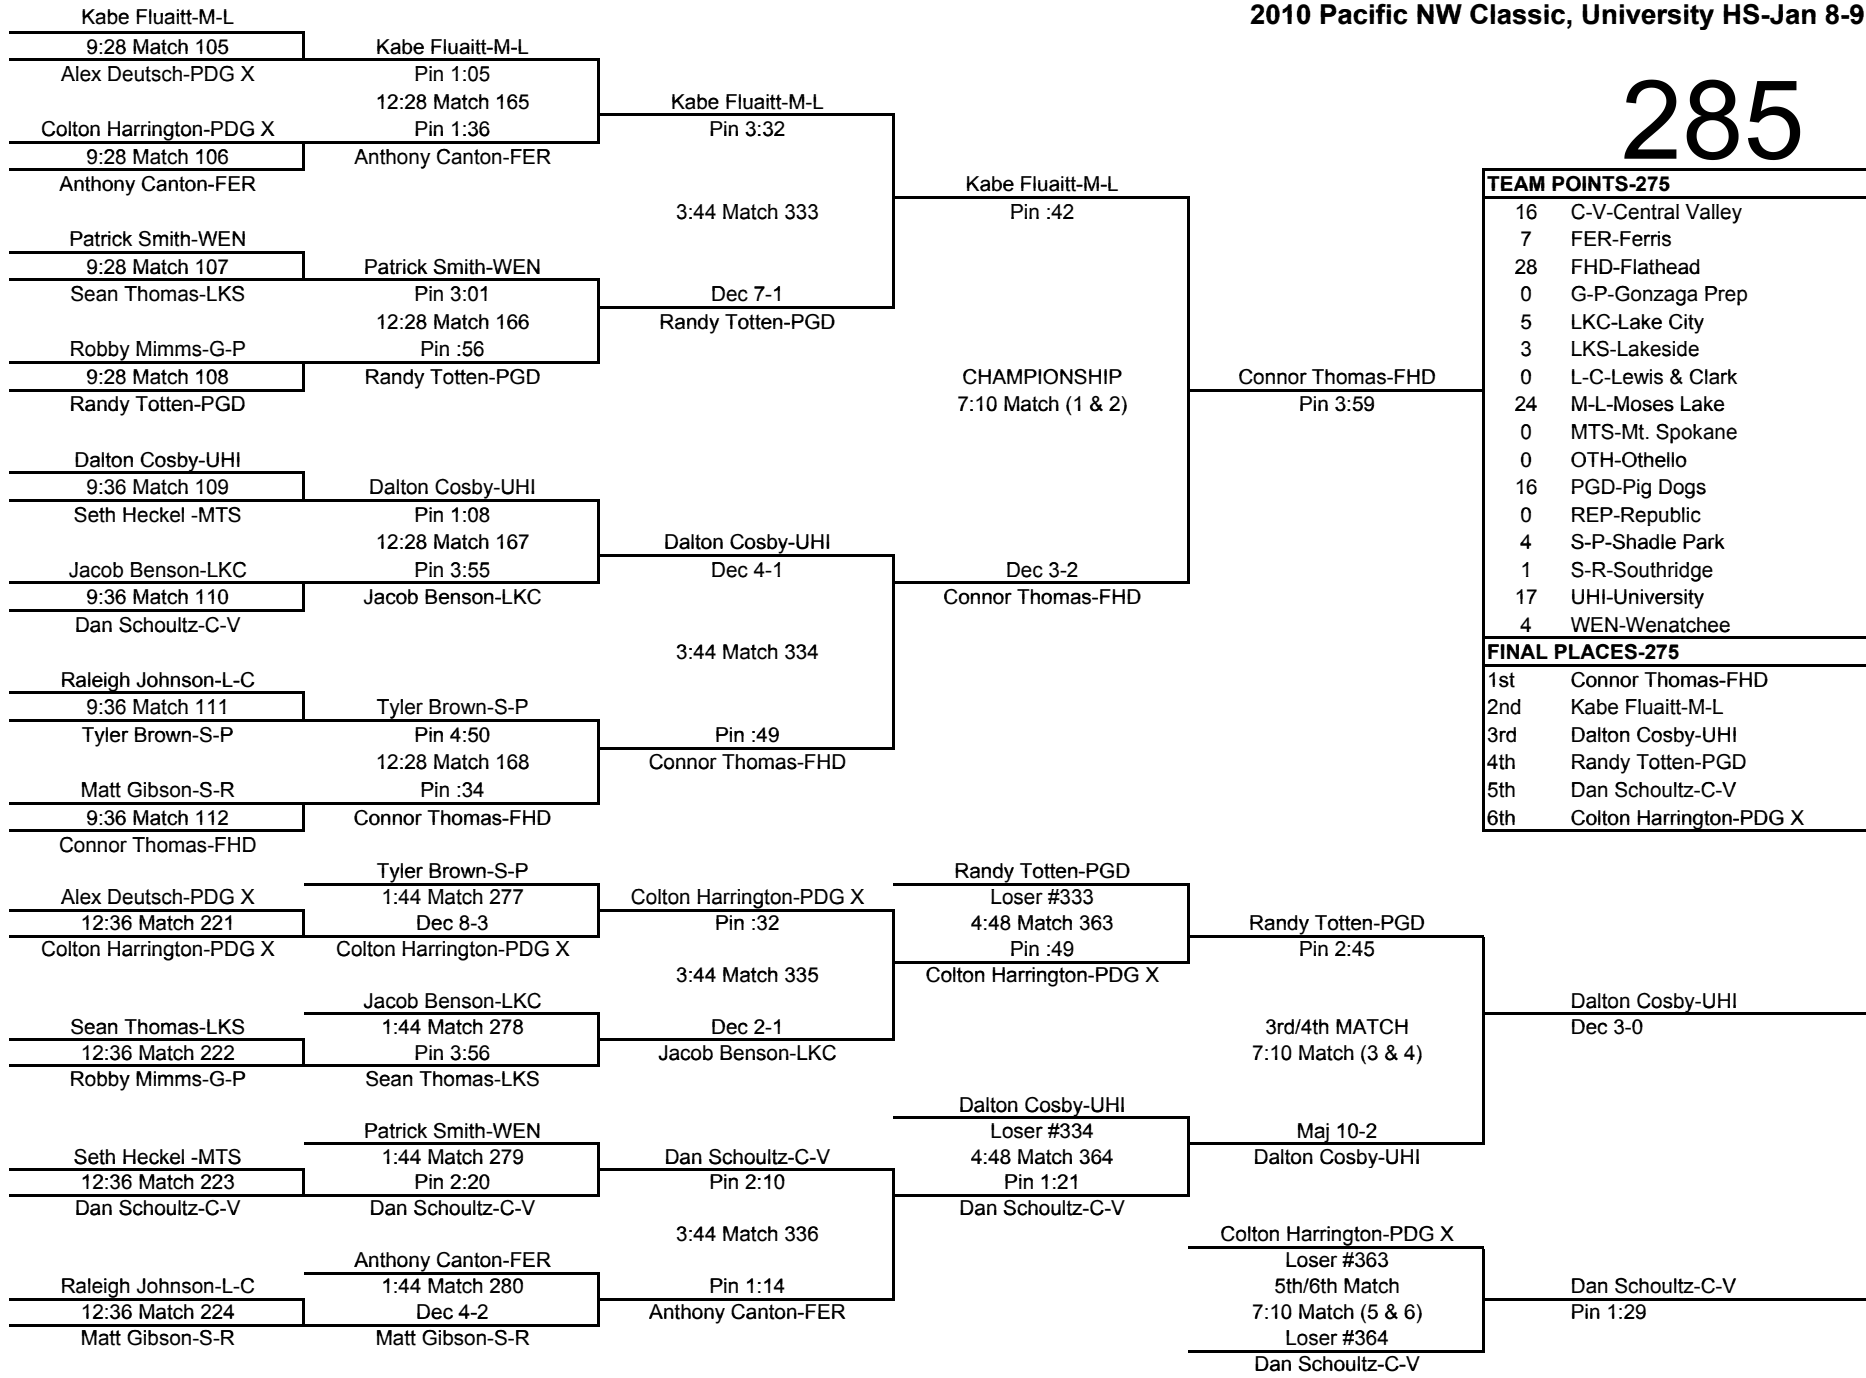 2010 Pacific NW Classic, University HS-Jan 8-9
285
Kabe Fluaitt-M-L
9:28 Match 105
Alex Deutsch-PDG X
Colton Harrington-PDG X
9:28 Match 106
Anthony Canton-FER
Patrick Smith-WEN
9:28 Match 107
Sean Thomas-LKS
Robby Mimms-G-P
9:28 Match 108
Randy Totten-PGD
Dalton Cosby-UHI
9:36 Match 109
Seth Heckel -MTS
Jacob Benson-LKC
9:36 Match 110
Dan Schoultz-C-V
Raleigh Johnson-L-C
9:36 Match 111
Tyler Brown-S-P
Matt Gibson-S-R
9:36 Match 112
Connor Thomas-FHD
Kabe Fluaitt-M-L
Pin 1:05
12:28 Match 165
Pin 1:36
Anthony Canton-FER
Patrick Smith-WEN
Pin 3:01
12:28 Match 166
Pin :56
Randy Totten-PGD
Dalton Cosby-UHI
Pin 1:08
12:28 Match 167
Pin 3:55
Jacob Benson-LKC
Tyler Brown-S-P
Pin 4:50
12:28 Match 168
Pin :34
Connor Thomas-FHD
Kabe Fluaitt-M-L
Pin 3:32
3:44 Match 333
Dec 7-1
Randy Totten-PGD
Dalton Cosby-UHI
Dec 4-1
3:44 Match 334
Pin :49
Connor Thomas-FHD
Kabe Fluaitt-M-L
Pin :42
CHAMPIONSHIP
7:10 Match (1 & 2)
Dec 3-2
Connor Thomas-FHD
Connor Thomas-FHD
Pin 3:59
TEAM POINTS-275
16 C-V-Central Valley
7 FER-Ferris
28 FHD-Flathead
0 G-P-Gonzaga Prep
5 LKC-Lake City
3 LKS-Lakeside
0 L-C-Lewis & Clark
24 M-L-Moses Lake
0 MTS-Mt. Spokane
0 OTH-Othello
16 PGD-Pig Dogs
0 REP-Republic
4 S-P-Shadle Park
1 S-R-Southridge
17 UHI-University
4 WEN-Wenatchee
FINAL PLACES-275
1st Connor Thomas-FHD
2nd Kabe Fluaitt-M-L
3rd Dalton Cosby-UHI
4th Randy Totten-PGD
5th Dan Schoultz-C-V
6th Colton Harrington-PDG X
Alex Deutsch-PDG X
12:36 Match 221
Colton Harrington-PDG X
Sean Thomas-LKS
12:36 Match 222
Robby Mimms-G-P
Seth Heckel -MTS
12:36 Match 223
Dan Schoultz-C-V
Raleigh Johnson-L-C
12:36 Match 224
Matt Gibson-S-R
Tyler Brown-S-P
1:44 Match 277
Dec 8-3
Colton Harrington-PDG X
Jacob Benson-LKC
1:44 Match 278
Pin 3:56
Sean Thomas-LKS
Patrick Smith-WEN
1:44 Match 279
Pin 2:20
Dan Schoultz-C-V
Anthony Canton-FER
1:44 Match 280
Dec 4-2
Matt Gibson-S-R
Colton Harrington-PDG X
Pin :32
3:44 Match 335
Dec 2-1
Jacob Benson-LKC
Dan Schoultz-C-V
Pin 2:10
3:44 Match 336
Pin 1:14
Anthony Canton-FER
Randy Totten-PGD
Loser #333
4:48 Match 363
Pin :49
Colton Harrington-PDG X
Dalton Cosby-UHI
Loser #334
4:48 Match 364
Pin 1:21
Dan Schoultz-C-V
Randy Totten-PGD
Pin 2:45
3rd/4th MATCH
7:10 Match (3 & 4)
Maj 10-2
Dalton Cosby-UHI
Colton Harrington-PDG X
Loser #363
5th/6th Match
7:10 Match (5 & 6)
Loser #364
Dan Schoultz-C-V
Dalton Cosby-UHI
Dec 3-0
Dan Schoultz-C-V
Pin 1:29